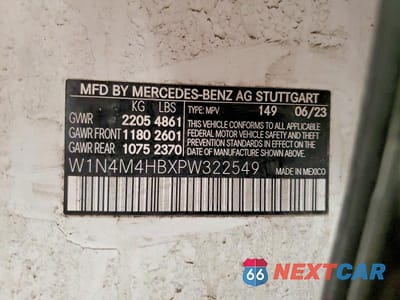 MFD BY MERCEDES-BENZ AG STUTTGART
KG LBS TYPE: MPV 149 06/23
GVWR 2205 4861
GAWR FRONT 1180 2601
GAWR REAR 1075 2370
THIS VEHICLE CONFORMS TO ALL APPLICABLE
FEDERAL MOTOR VEHICLE SAFETY AND
THEFT PREVENTION STANDARDS IN EFFECT
ON THE DATE OF MANUFACTURE SHOWN ABOVE.
W1N4M4HBXPW322549 MADE IN MEXICO
66 NEXTCAR